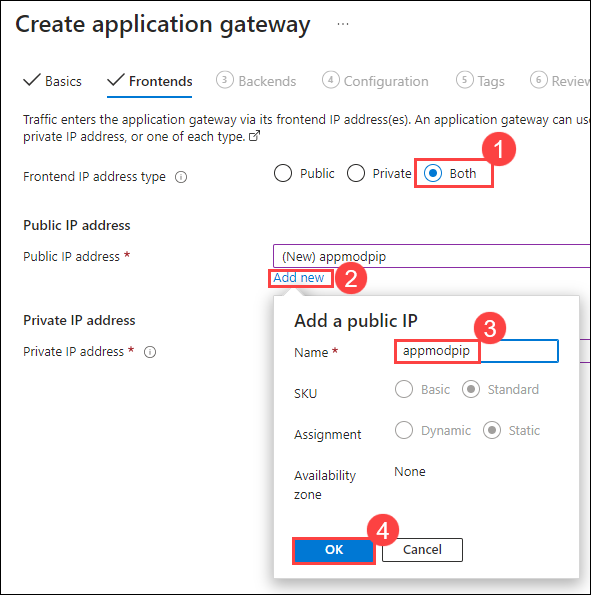 Create application gateway ...
Basics Frontends 3 Backends 4 Configuration 5 Tags 6 Review
Traffic enters the application gateway via its frontend IP address(es). An application gateway can use
private IP address, or one of each type.
1
Frontend IP address type Public Private Both
Public IP address
Public IP address * (New) appmodpip
Add new 2
Add a public IP
Private IP address
3
Private IP address *
Name * appmodpip
SKU Basic Standard
Assignment Dynamic Static
Availability zone None
4
OK Cancel